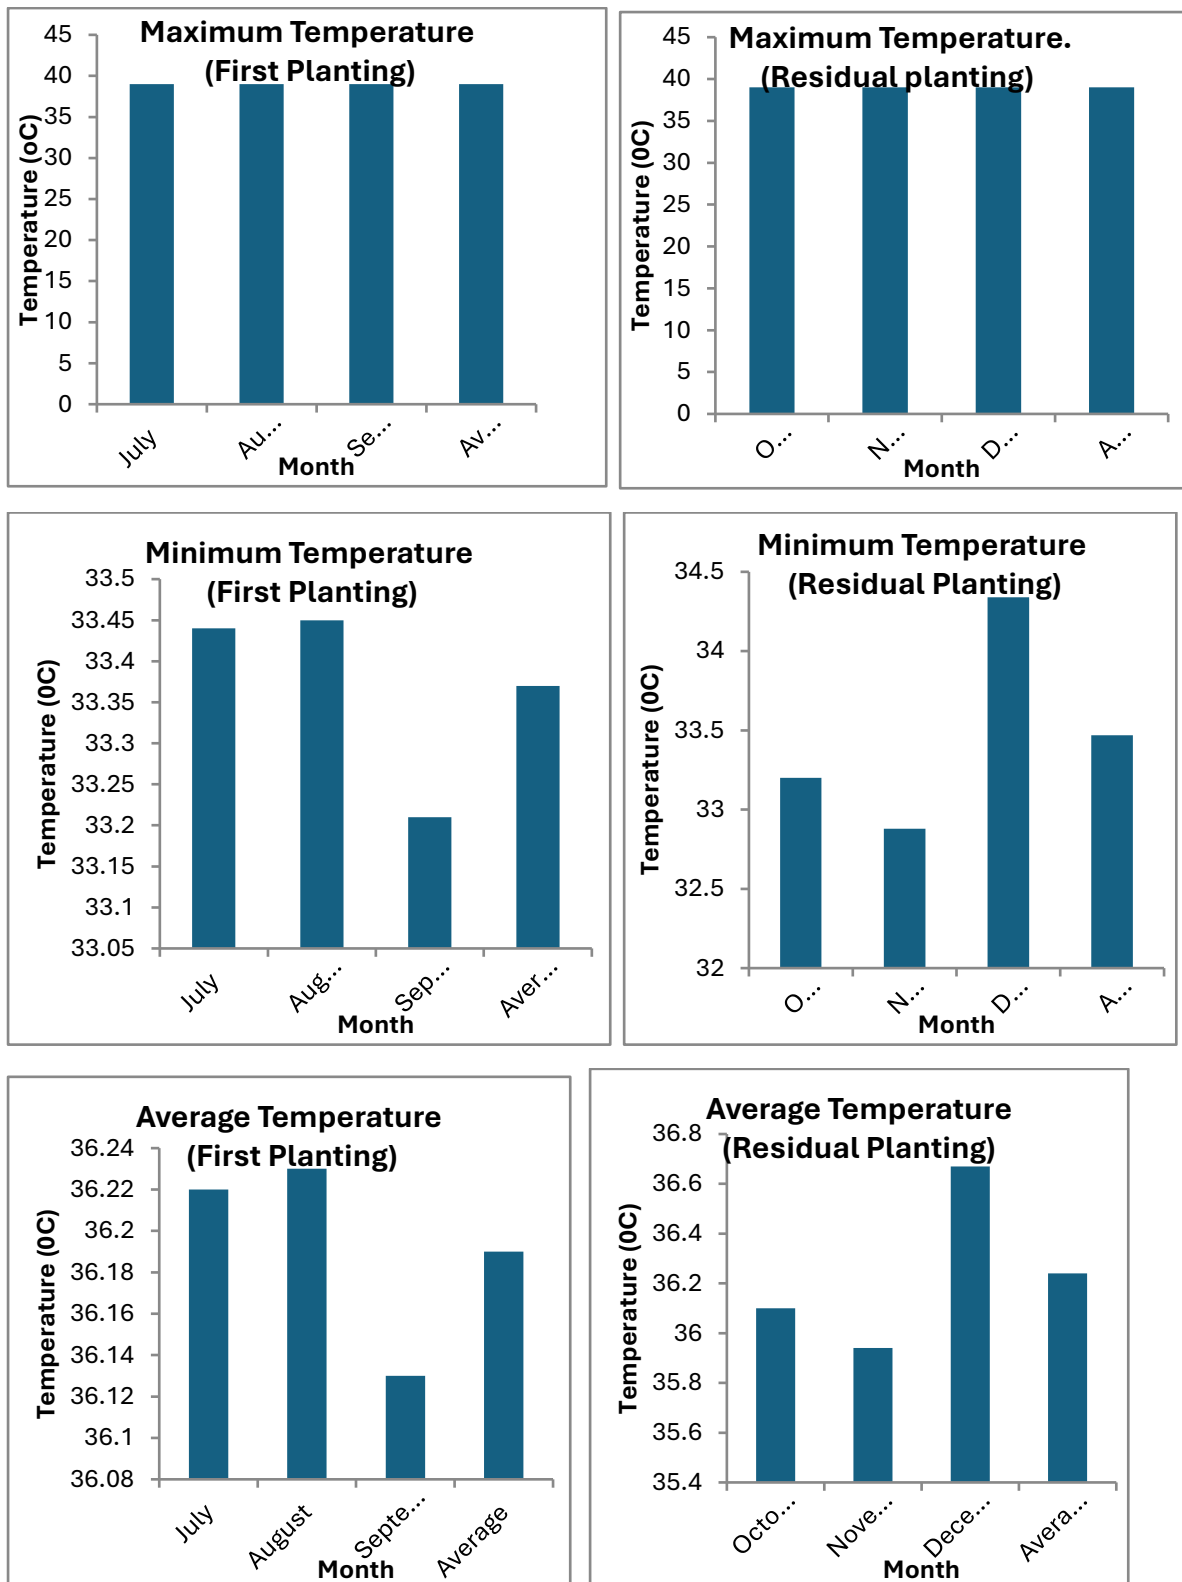 Maximum Temperature
(First Planting)
Temperature (oC)
45
40
35
30
25
20
15
10
5
0
July
Au...
Se...
Av...
Month
Maximum Temperature.
(Residual planting)
Temperature (0C)
45
40
35
30
25
20
15
10
5
0
O...
N...
D...
A...
Month
Minimum Temperature
(First Planting)
Temperature (0C)
33.5
33.45
33.4
33.35
33.3
33.25
33.2
33.15
33.1
33.05
July
Aug...
Sep...
Aver...
Month
Minimum Temperature
(Residual Planting)
Temperature (0C)
34.5
34
33.5
33
32.5
32
O...
N...
D...
A...
Month
Average Temperature
(First Planting)
Temperature (0C)
36.24
36.22
36.2
36.18
36.16
36.14
36.12
36.1
36.08
July
August
Septe...
Average
Month
Average Temperature
(Residual Planting)
Temperature (0C)
36.8
36.6
36.4
36.2
36
35.8
35.6
35.4
Octo...
Nove...
Dece...
Avera...
Month